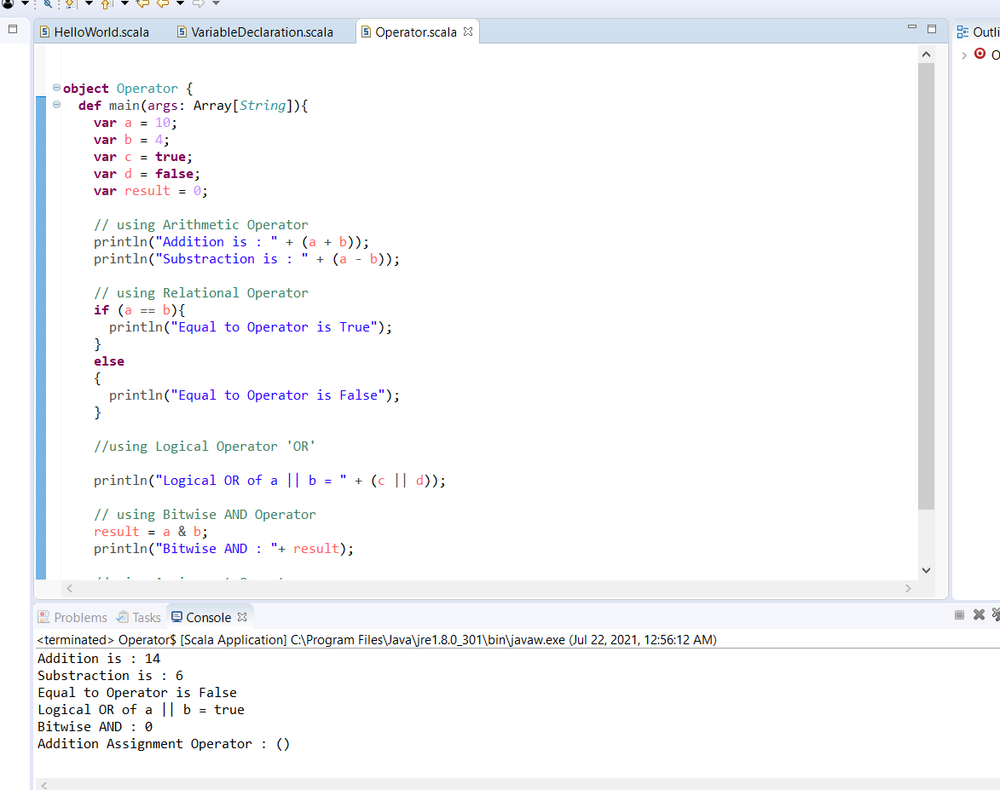 HelloWorld.scala VariableDeclaration.scala Operator.scala
Outli
O
object Operator {
def main(args: Array[String]){
var a = 10;
var b = 4;
var c = true;
var d = false;
var result = 0;
// using Arithmetic Operator
println("Addition is : " + (a + b));
println("Substraction is : " + (a - b));
// using Relational Operator
if (a == b){
println("Equal to Operator is True");
}
else
{
println("Equal to Operator is False");
}
//using Logical Operator 'OR'
println("Logical OR of a || b = " + (c || d));
// using Bitwise AND Operator
result = a & b;
println("Bitwise AND : "+ result);
Problems Tasks Console
<terminated> Operator$ [Scala Application] C:\Program Files\Java\jre1.8.0_301\bin\javaw.exe (Jul 22, 2021, 12:56:12 AM)
Addition is : 14
Substraction is : 6
Equal to Operator is False
Logical OR of a || b = true
Bitwise AND : 0
Addition Assignment Operator : ()